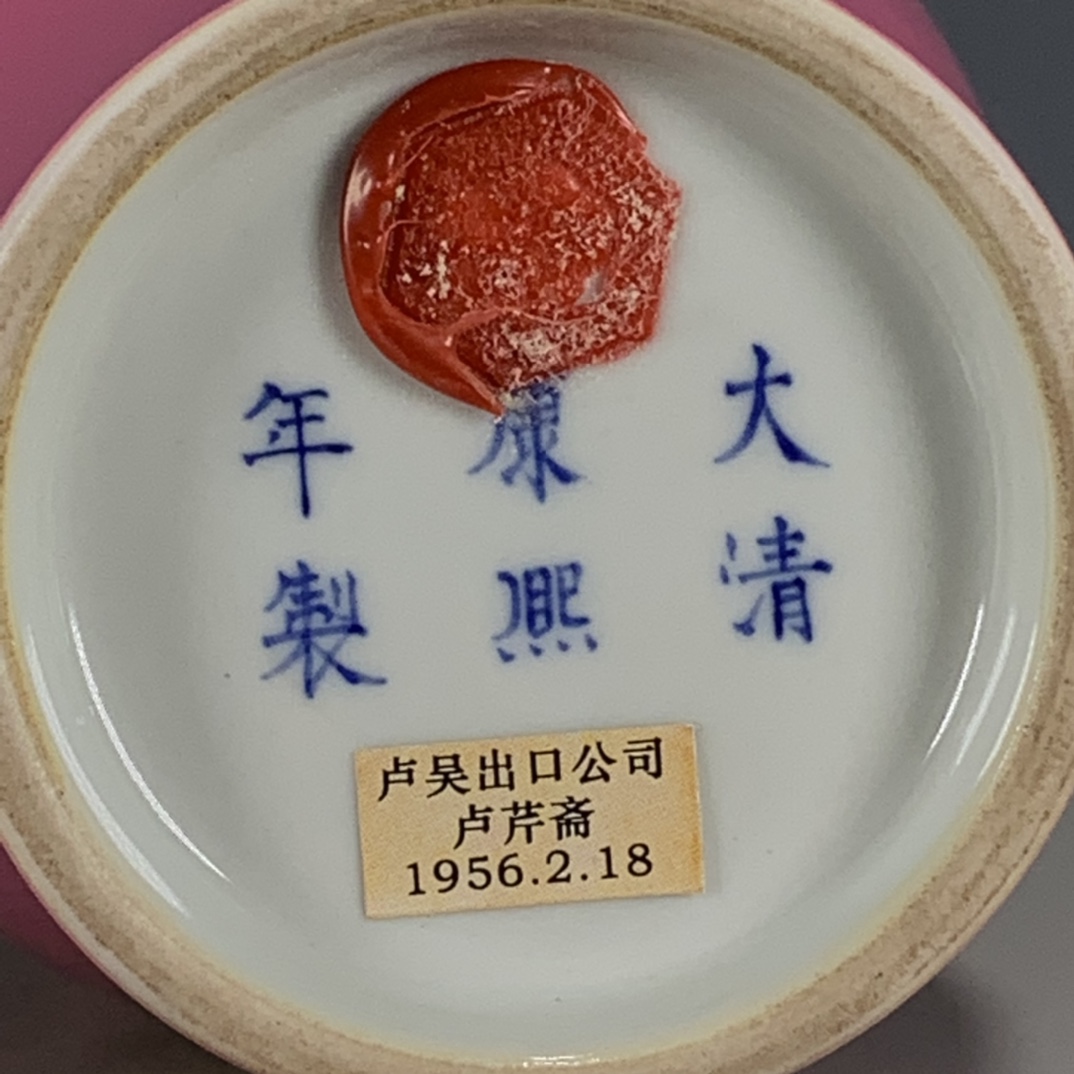 大清
康熙
年製
卢吴出口公司
卢芹斋
1956.2.18